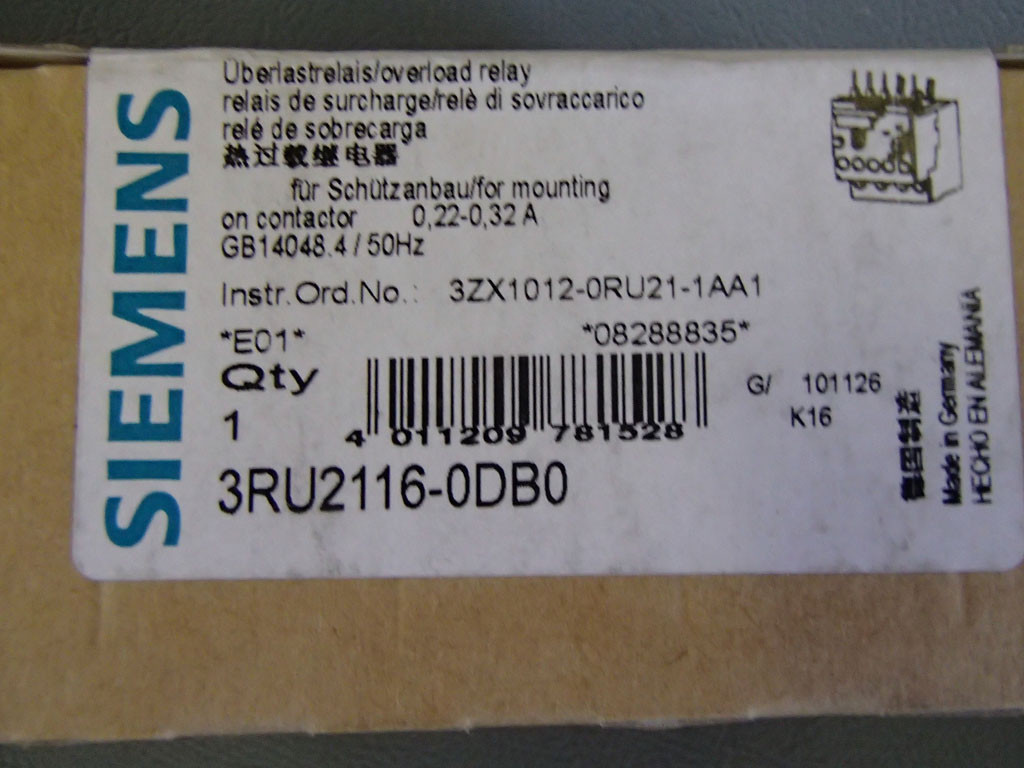 SIEMENS
Überlastrelais/overload relay
relais de surcharge/relè di sovraccarico
relé de sobrecarga
热过载继电器
für Schützanbau/for mounting
on contactor 0,22-0,32 A
GB14048.4 / 50Hz
Instr.Ord.No.: 3ZX1012-0RU21-1AA1
*E01* *08288835*
Qty
1
4 011209 781528
G/ 101126
K16
3RU2116-0DB0
德国制造
Made in Germany
HECHO EN ALEMANIA